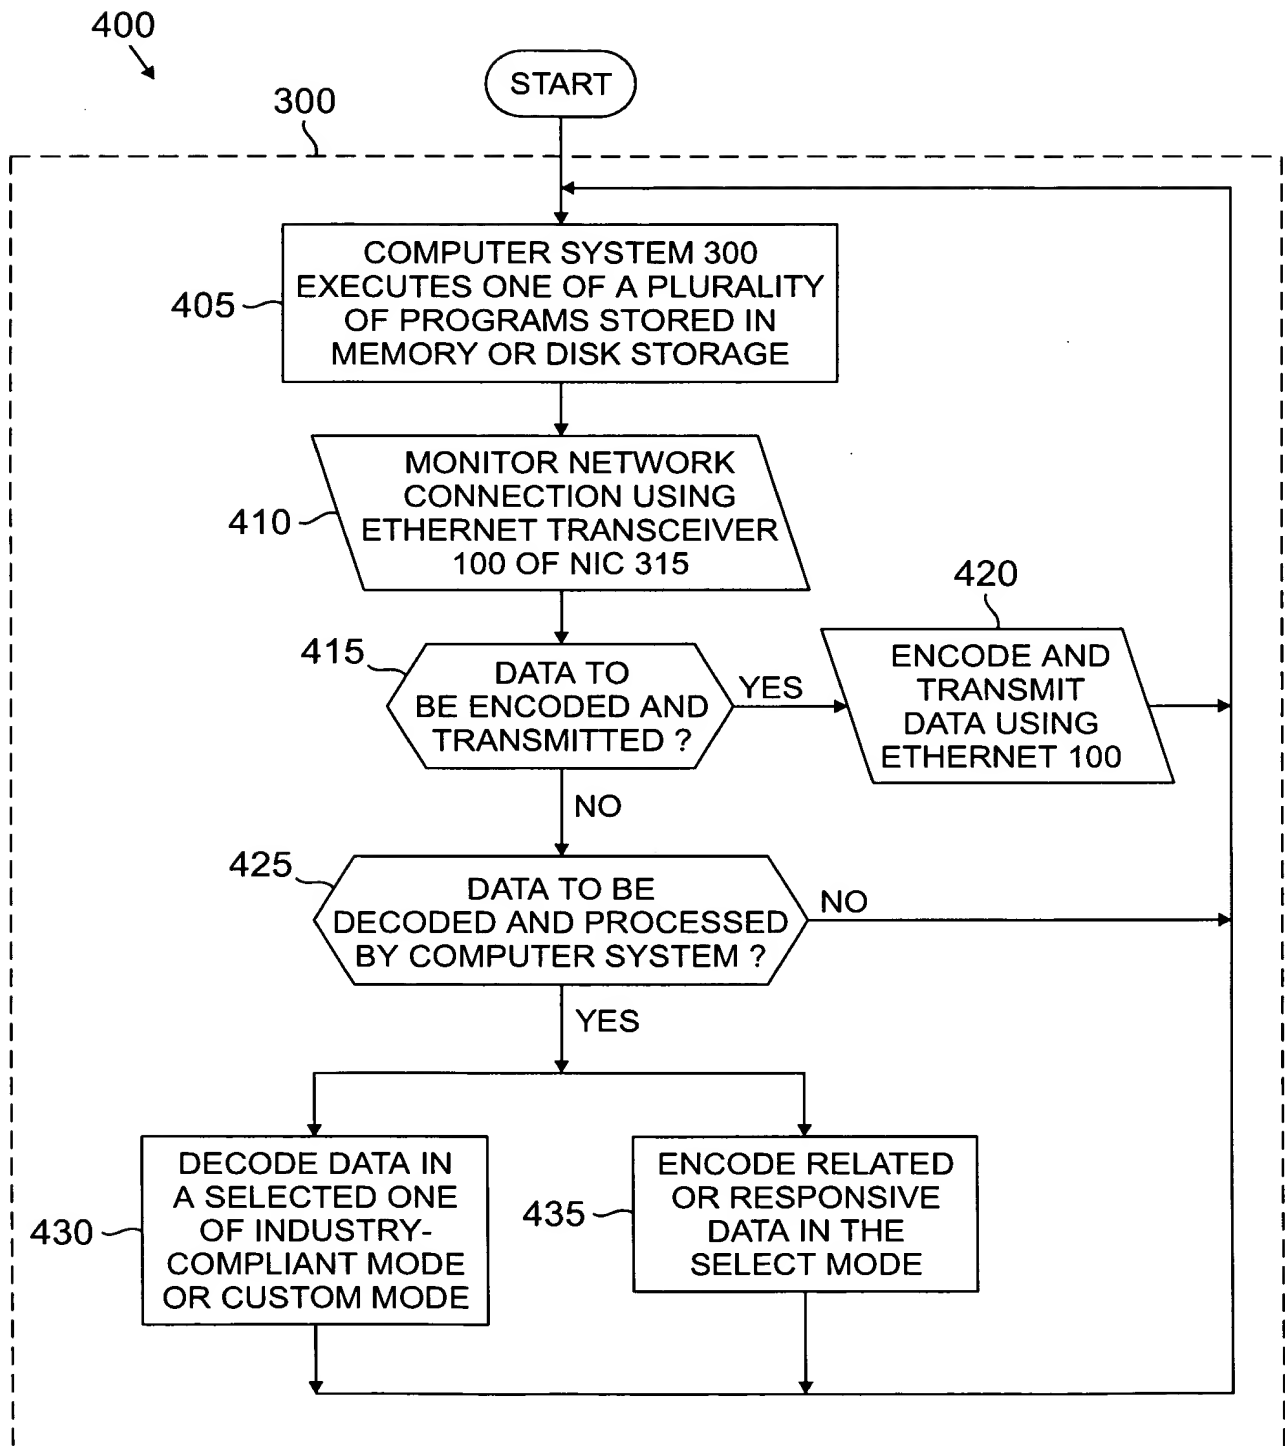 400
START
300
COMPUTER SYSTEM 300
EXECUTES ONE OF A PLURALITY
OF PROGRAMS STORED IN
MEMORY OR DISK STORAGE
405
MONITOR NETWORK
CONNECTION USING
ETHERNET TRANSCEIVER
100 OF NIC 315
410
415
DATA TO
BE ENCODED AND
TRANSMITTED ?
YES
420
ENCODE AND
TRANSMIT
DATA USING
ETHERNET 100
NO
425
DATA TO BE
DECODED AND PROCESSED
BY COMPUTER SYSTEM ?
NO
YES
430
DECODE DATA IN
A SELECTED ONE
OF INDUSTRY-
COMPLIANT MODE
OR CUSTOM MODE
435
ENCODE RELATED
OR RESPONSIVE
DATA IN THE
SELECT MODE